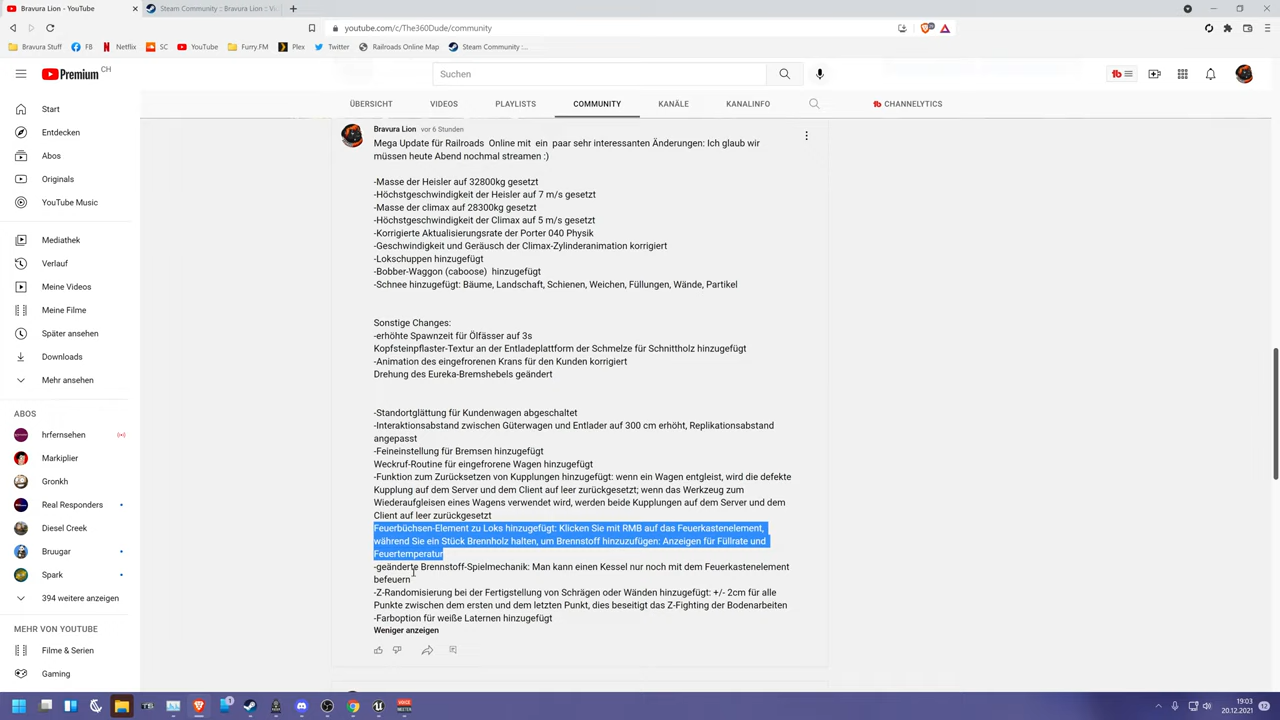 Bravura Lion - YouTube
Steam Community :: Bravura Lion :: Vi
youtube.com/c/The360Dude/community
Bravura Stuff
FB
Netflix
SC
YouTube
Furry.FM
Plex
Twitter
Railroads Online Map
Steam Community :...
Premium CH
Suchen
ÜBERSICHT
VIDEOS
PLAYLISTS
COMMUNITY
KANÄLE
KANALINFO
CHANNELYTICS
Start
Entdecken
Abos
Originals
YouTube Music
Mediathek
Verlauf
Meine Videos
Meine Filme
Später ansehen
Downloads
Mehr ansehen
ABOS
hrfernsehen
Markiplier
Gronkh
Real Responders
Diesel Creek
Bruugar
Spark
394 weitere anzeigen
MEHR VON YOUTUBE
Filme & Serien
Gaming
Bravura Lion vor 6 Stunden
Mega Update für Railroads Online mit ein paar sehr interessanten Änderungen: Ich glaub wir
müssen heute Abend nochmal streamen :)
-Masse der Heisler auf 32800kg gesetzt
-Höchstgeschwindigkeit der Heisler auf 7 m/s gesetzt
-Masse der climax auf 28300kg gesetzt
-Höchstgeschwindigkeit der Climax auf 5 m/s gesetzt
-Korrigierte Aktualisierungsrate der Porter 040 Physik
-Geschwindigkeit und Geräusch der Climax-Zylinderanimation korrigiert
-Lokschuppen hinzugefügt
-Bobber-Waggon (caboose) hinzugefügt
-Schnee hinzugefügt: Bäume, Landschaft, Schienen, Weichen, Füllungen, Wände, Partikel
Sonstige Changes:
-erhöhte Spawnzeit für Ölfässer auf 3s
Kopfsteinpflaster-Textur an der Entladeplattform der Schmelze für Schnittholz hinzugefügt
-Animation des eingefrorenen Krans für den Kunden korrigiert
Drehung des Eureka-Bremshebels geändert
-Standortglättung für Kundenwagen abgeschaltet
-Interaktionsabstand zwischen Güterwagen und Entlader auf 300 cm erhöht, Replikationsabstand
angepasst
-Feineinstellung für Bremsen hinzugefügt
Weckruf-Routine für eingefrorene Wagen hinzugefügt
-Funktion zum Zurücksetzen von Kupplungen hinzugefügt: wenn ein Wagen entgleist, wird die defekte
Kupplung auf dem Server und dem Client auf leer zurückgesetzt; wenn das Werkzeug zum
Wiederaufgleisen eines Wagens verwendet wird, werden beide Kupplungen auf dem Server und dem
Client auf leer zurückgesetzt
Feuerbüchsen-Element zu Loks hinzugefügt: Klicken Sie mit RMB auf das Feuerkastenelement,
während Sie ein Stück Brennholz halten, um Brennstoff hinzuzufügen: Anzeigen für Füllrate und
Feuertemperatur
-geänderte Brennstoff-Spielmechanik: Man kann einen Kessel nur noch mit dem Feuerkastenelement
befeuern
-Z-Randomisierung bei der Fertigstellung von Schrägen oder Wänden hinzugefügt: +/- 2cm für alle
Punkte zwischen dem ersten und dem letzten Punkt, dies beseitigt das Z-Fighting der Bodenarbeiten
-Farboption für weiße Laternen hinzugefügt
Weniger anzeigen
19:03
20.12.2021